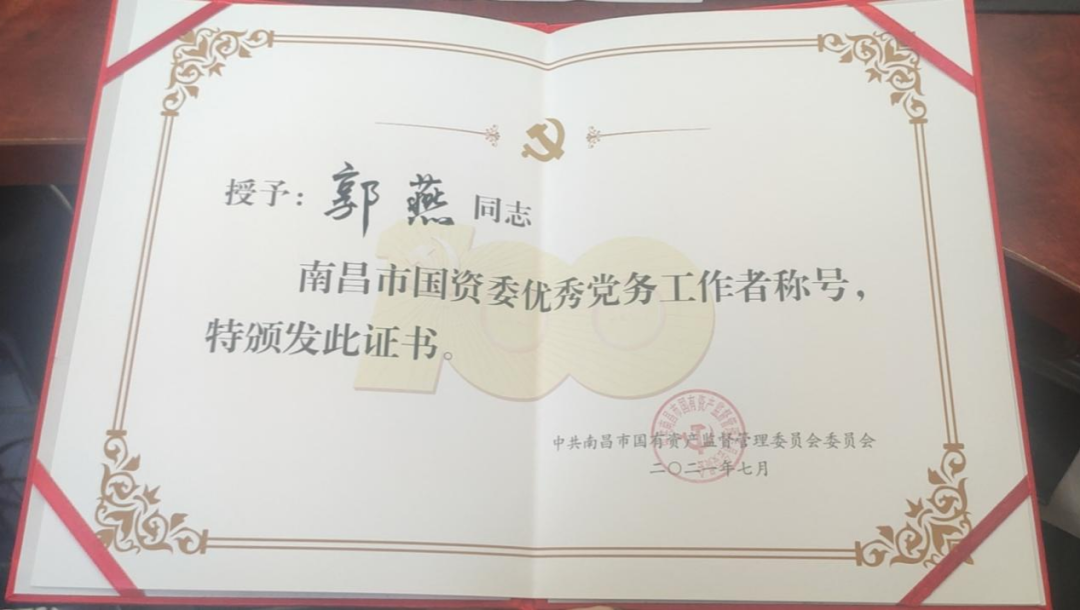 授予：郭燕同志
南昌市国资委优秀党务工作者称号，
特颁发此证书。
100
中共南昌市国有资产监督管理委员会委员会
二〇二一年七月